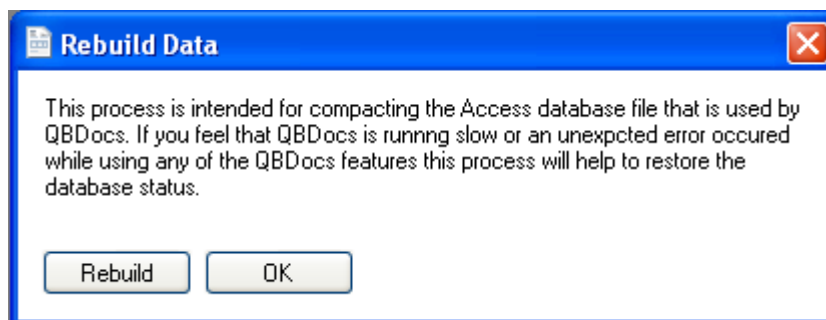 Rebuild Data
This process is intended for compacting the Access database file that is used by
QBDocs. If you feel that QBDocs is runnng slow or an unexpcted error occured
while using any of the QBDocs features this process will help to restore the
database status.
Rebuild OK